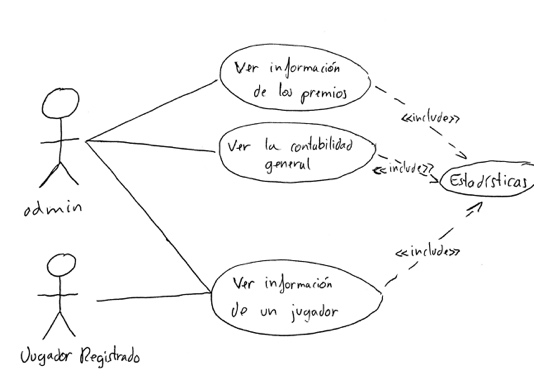 Ver información
de los premios
<<include>>
Ver la contabilidad
general
<<include>>
Estadísticas
admin
<<include>>
Ver información
de un jugador
Jugador Registrado